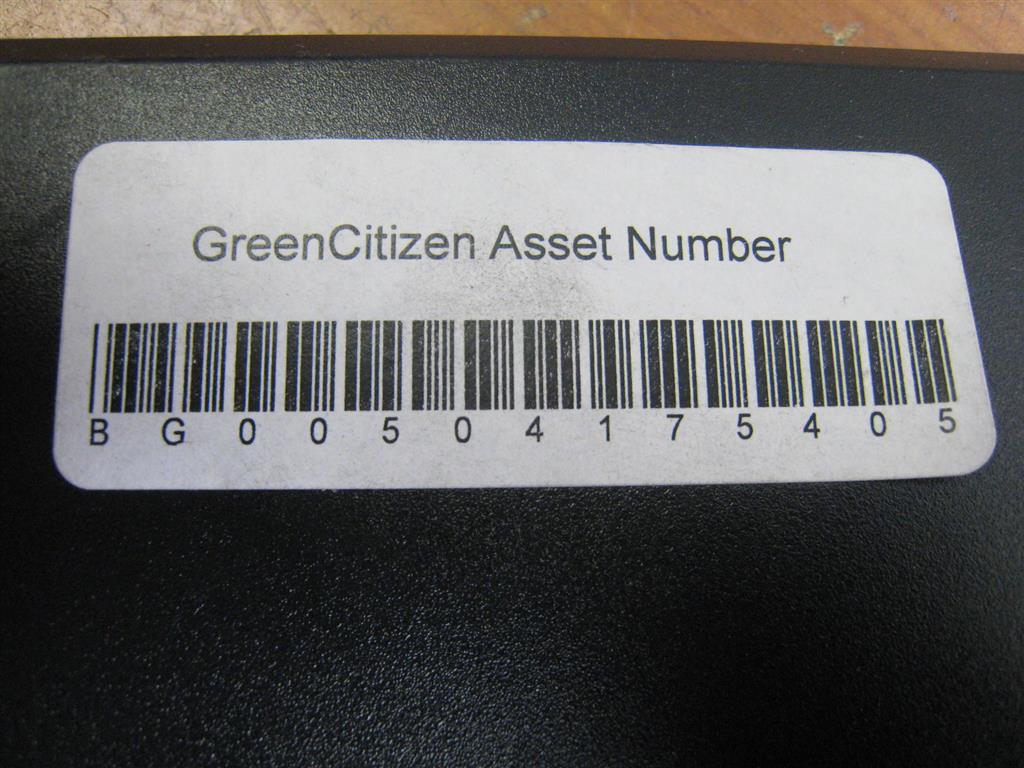 GreenCitizen Asset Number
B G 0 0 5 0 4 1 7 5 4 0 5